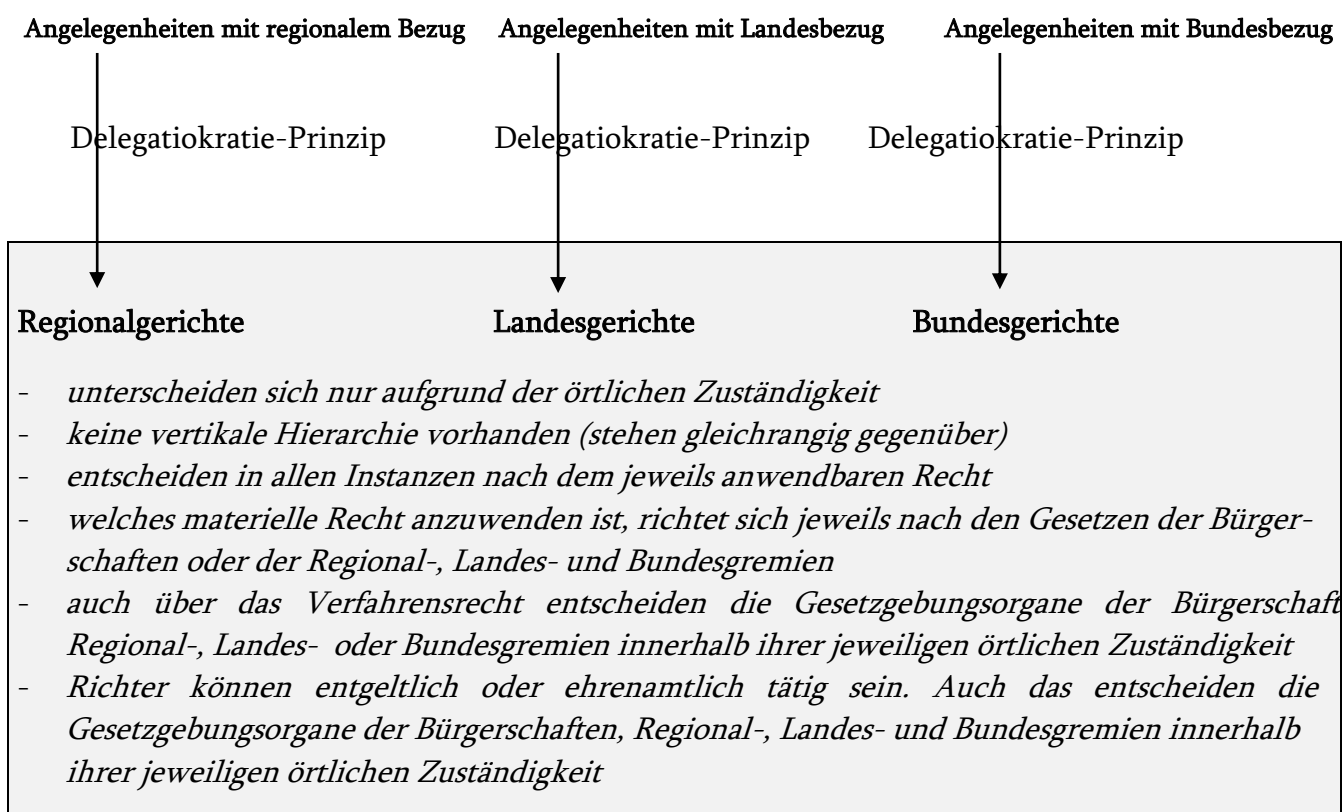 Angelegenheiten mit regionalem Bezug Angelegenheiten mit Landesbezug Angelegenheiten mit Bundesbezug
Delegatiokratie-Prinzip Delegatiokratie-Prinzip Delegatiokratie-Prinzip
Regionalgerichte Landesgerichte Bundesgerichte
- unterscheiden sich nur aufgrund der örtlichen Zuständigkeit
- keine vertikale Hierarchie vorhanden (stehen gleichrangig gegenüber)
- entscheiden in allen Instanzen nach dem jeweils anwendbaren Recht
- welches materielle Recht anzuwenden ist, richtet sich jeweils nach den Gesetzen der Bürger-
schaften oder der Regional-, Landes- und Bundesgremien
- auch über das Verfahrensrecht entscheiden die Gesetzgebungsorgane der Bürgerschaft
Regional-, Landes- oder Bundesgremien innerhalb ihrer jeweiligen örtlichen Zuständigkeit
- Richter können entgeltlich oder ehrenamtlich tätig sein. Auch das entscheiden die
Gesetzgebungsorgane der Bürgerschaften, Regional-, Landes- und Bundesgremien innerhalb
ihrer jeweiligen örtlichen Zuständigkeit